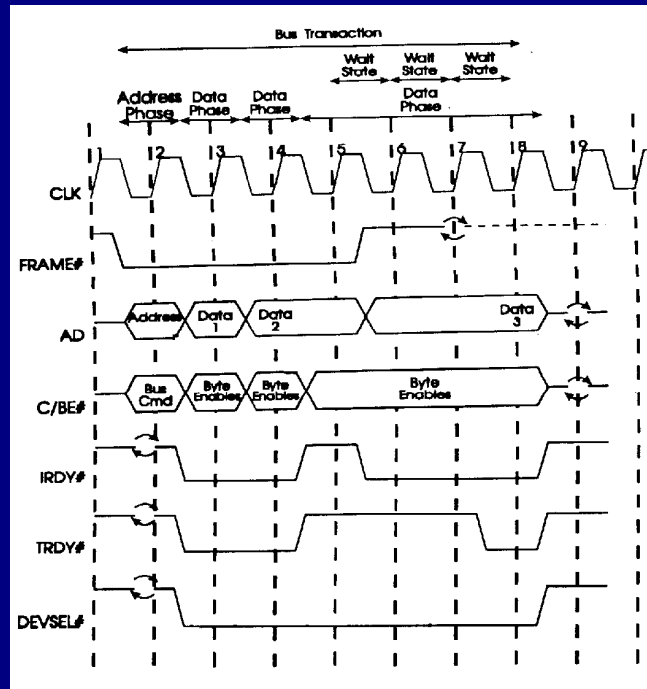 Bus Transaction
Wait State
Wait State
Wait State
Address Phase
Data Phase
Data Phase
Data Phase
1 2 3 4 5 6 7 8 9
CLK
FRAME#
AD
Address
Data 1
Data 2
Data 3
C/BE#
Bus Cmd
Byte Enables
Byte Enables
Byte Enables
IRDY#
TRDY#
DEVSEL#